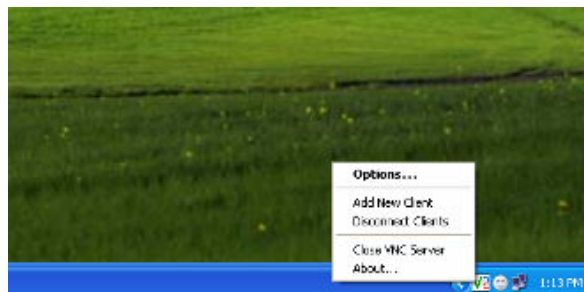 Options...
Add New Client
Disconnect Clients
Close VNC Server
About...
1:13 PM